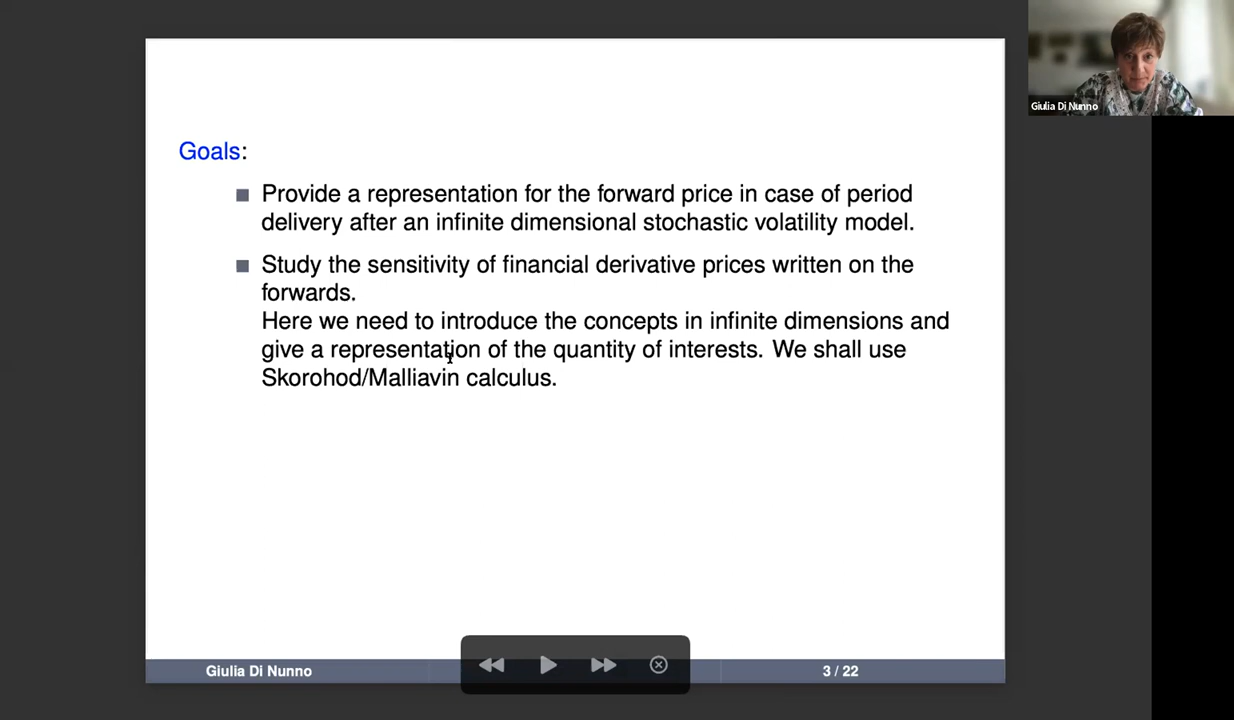 Giulia Di Nunno
Goals:
Provide a representation for the forward price in case of period
delivery after an infinite dimensional stochastic volatility model.
Study the sensitivity of financial derivative prices written on the
forwards.
Here we need to introduce the concepts in infinite dimensions and
give a representation of the quantity of interests. We shall use
Skorohod/Malliavin calculus.
Giulia Di Nunno
3 / 22